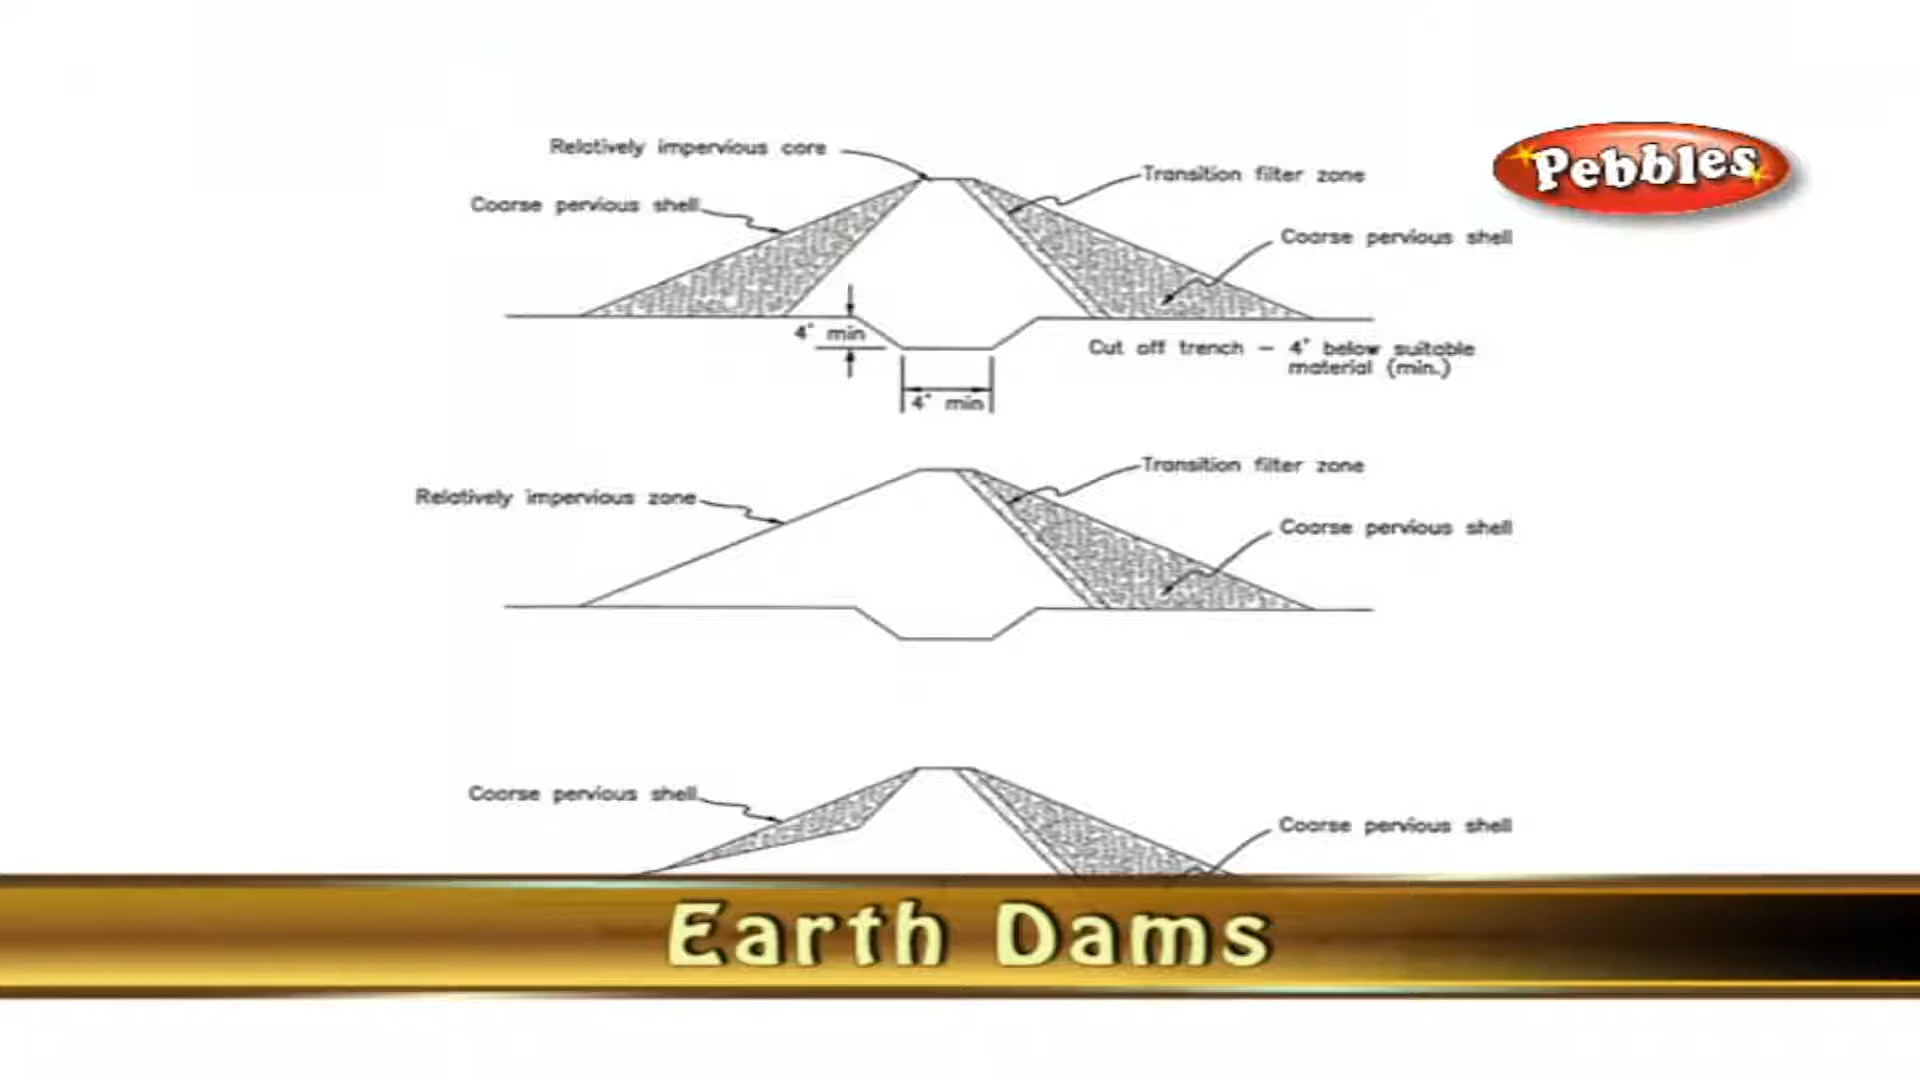 Relatively impervious core
Transition filter zone
Pebbles
Coarse pervious shell
Coarse pervious shell
4' min
Cut off trench – 4' below suitable
material (min.)
4' min
Transition filter zone
Relatively impervious zone
Coarse pervious shell
Coarse pervious shell
Coarse pervious shell
Earth Dams